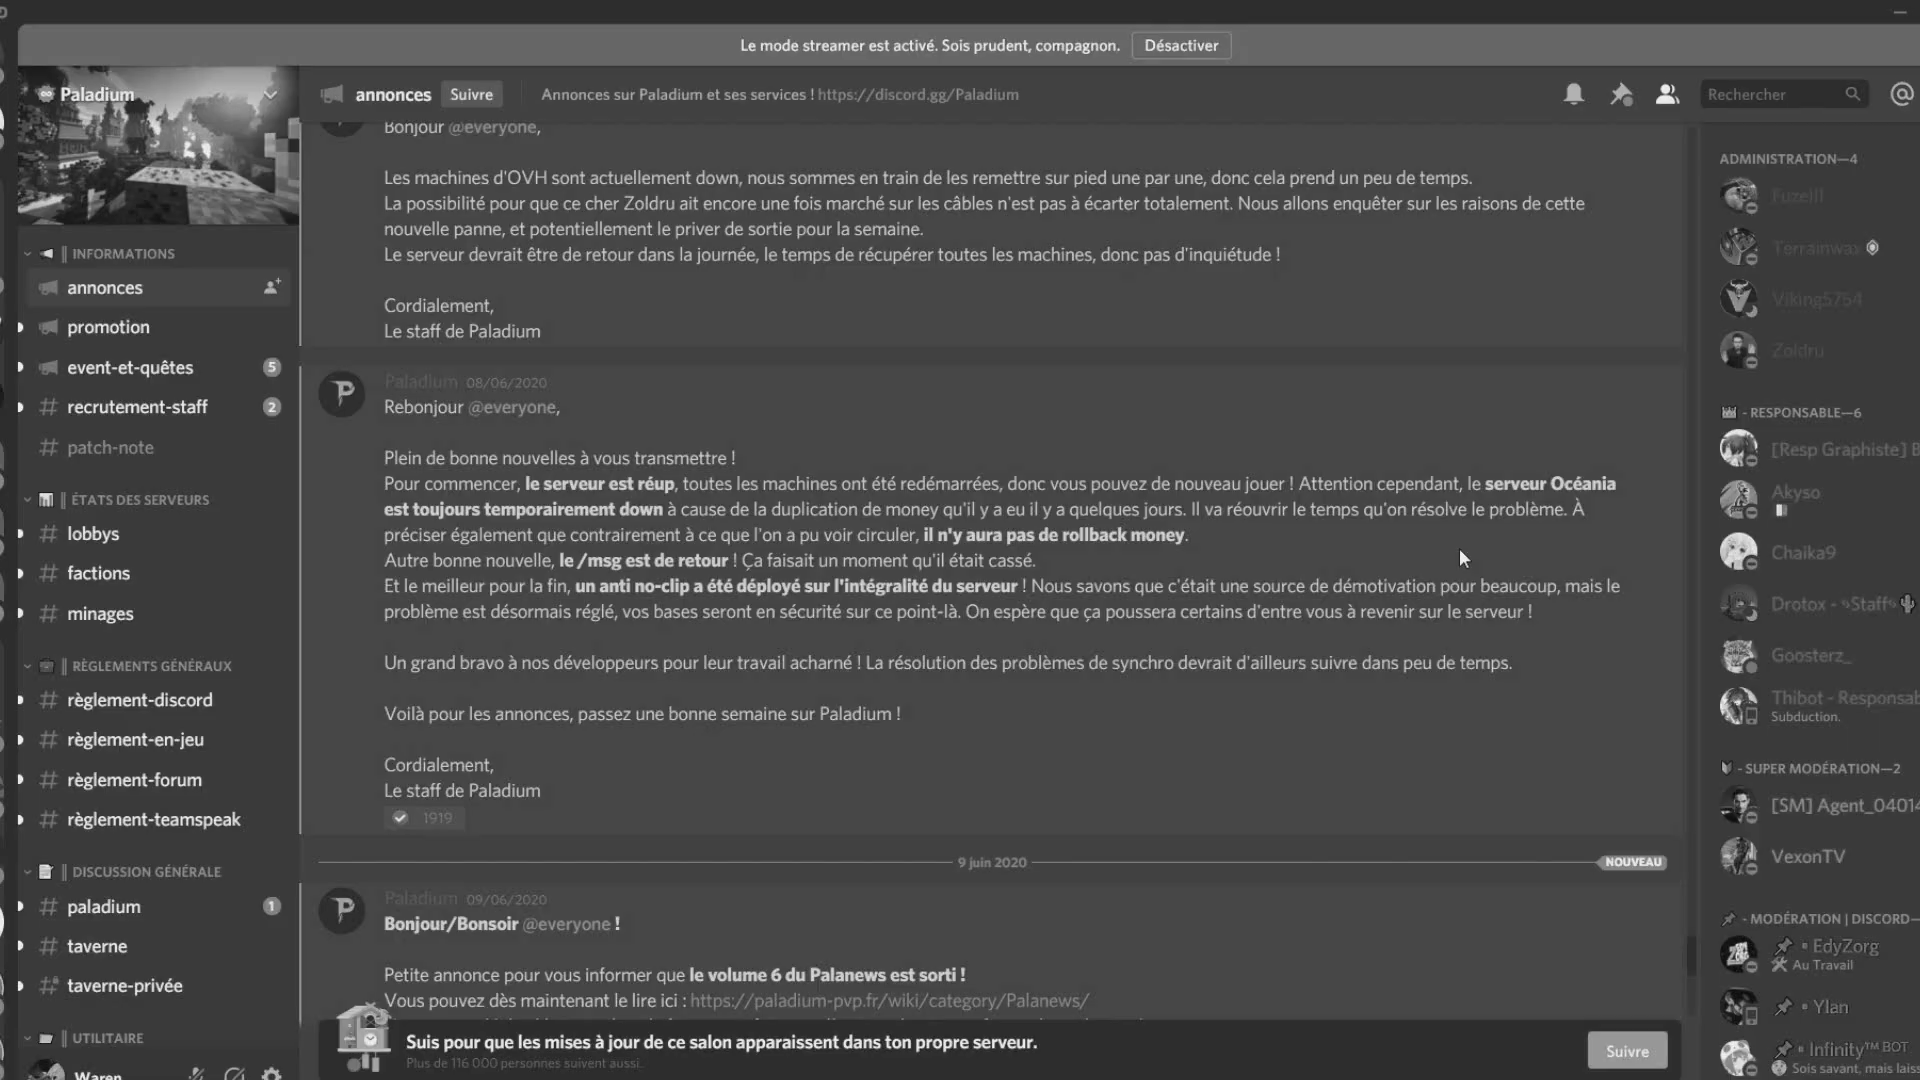 Le mode streamer est activé. Sois prudent, compagnon. Désactiver
Paladium
annonces Suivre Annonces sur Paladium et ses services ! https://discord.gg/Paladium
Rechercher
INFORMATIONS
annonces
promotion
event-et-quêtes 5
recrutement-staff 2
patch-note
ÉTATS DES SERVEURS
lobbys
factions
minages
RÈGLEMENTS GÉNÉRAUX
règlement-discord
règlement-en-jeu
règlement-forum
règlement-teamspeak
DISCUSSION GÉNÉRALE
paladium 1
taverne
taverne-privée
UTILITAIRE
Waren
Bonjour @everyone,
Les machines d'OVH sont actuellement down, nous sommes en train de les remettre sur pied une par une, donc cela prend un peu de temps.
La possibilité pour que ce cher Zoldru ait encore une fois marché sur les câbles n'est pas à écarter totalement. Nous allons enquêter sur les raisons de cette
nouvelle panne, et potentiellement le priver de sortie pour la semaine.
Le serveur devrait être de retour dans la journée, le temps de récupérer toutes les machines, donc pas d'inquiétude !
Cordialement,
Le staff de Paladium
Paladium 08/06/2020
Rebonjour @everyone,
Plein de bonne nouvelles à vous transmettre !
Pour commencer, le serveur est réup, toutes les machines ont été redémarrées, donc vous pouvez de nouveau jouer ! Attention cependant, le serveur Océania
est toujours temporairement down à cause de la duplication de money qu'il y a eu il y a quelques jours. Il va réouvrir le temps qu'on résolve le problème. À
préciser également que contrairement à ce que l'on a pu voir circuler, il n'y aura pas de rollback money.
Autre bonne nouvelle, le /msg est de retour ! Ça faisait un moment qu'il était cassé.
Et le meilleur pour la fin, un anti no-clip a été déployé sur l'intégralité du serveur ! Nous savons que c'était une source de démotivation pour beaucoup, mais le
problème est désormais réglé, vos bases seront en sécurité sur ce point-là. On espère que ça poussera certains d'entre vous à revenir sur le serveur !
Un grand bravo à nos développeurs pour leur travail acharné ! La résolution des problèmes de synchro devrait d'ailleurs suivre dans peu de temps.
Voilà pour les annonces, passez une bonne semaine sur Paladium !
Cordialement,
Le staff de Paladium
1919
9 juin 2020 NOUVEAU
Paladium 09/06/2020
Bonjour/Bonsoir @everyone !
Petite annonce pour vous informer que le volume 6 du Palanews est sorti !
Vous pouvez dès maintenant le lire ici : https://paladium-pvp.fr/wiki/category/Palanews/
Suis pour que les mises à jour de ce salon apparaissent dans ton propre serveur.
Plus de 116 000 personnes suivent aussi.
Suivre
ADMINISTRATION—4
Fuzelll
Terrainwax
Viking5754
Zoldru
- RESPONSABLE—6
[Resp Graphiste] B
Akyso
Chaika9
Drotox - Staff
Goosterz_
Thibot - Responsab
Subduction.
- SUPER MODÉRATION—2
[SM] Agent_04014
VexonTV
- MODÉRATION | DISCORD—
EdyZorg
Au Travail
Ylan
Infinity™ BOT
Sois savant, mais laiss